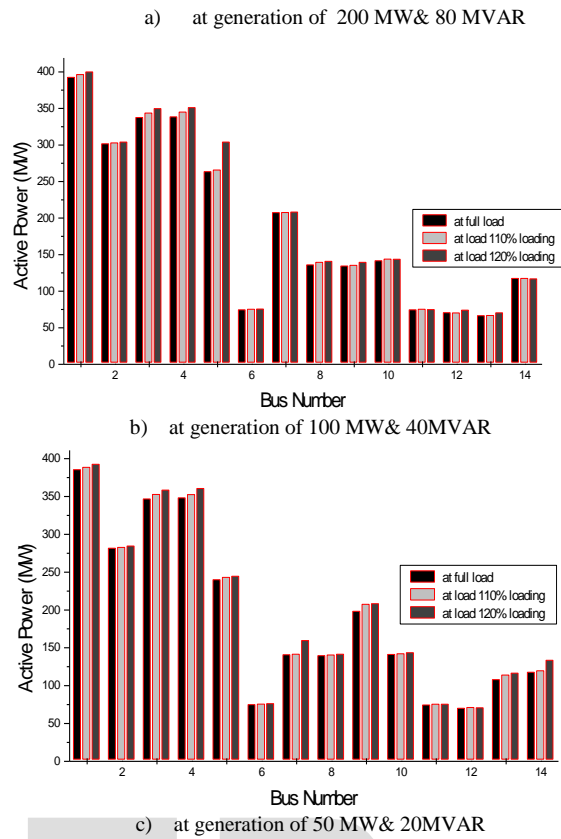 a) at generation of 200 MW& 80 MVAR
400
350
300
250
200
150
100
50
0
Active Power (MW)
at full load
at load 110% loading
at load 120% loading
2 4 6 8 10 12 14
Bus Number
b) at generation of 100 MW& 40MVAR
400
350
300
250
200
150
100
50
0
Active Power (MW)
at full load
at load 110% loading
at load 120% loading
2 4 6 8 10 12 14
Bus Number
c) at generation of 50 MW& 20MVAR